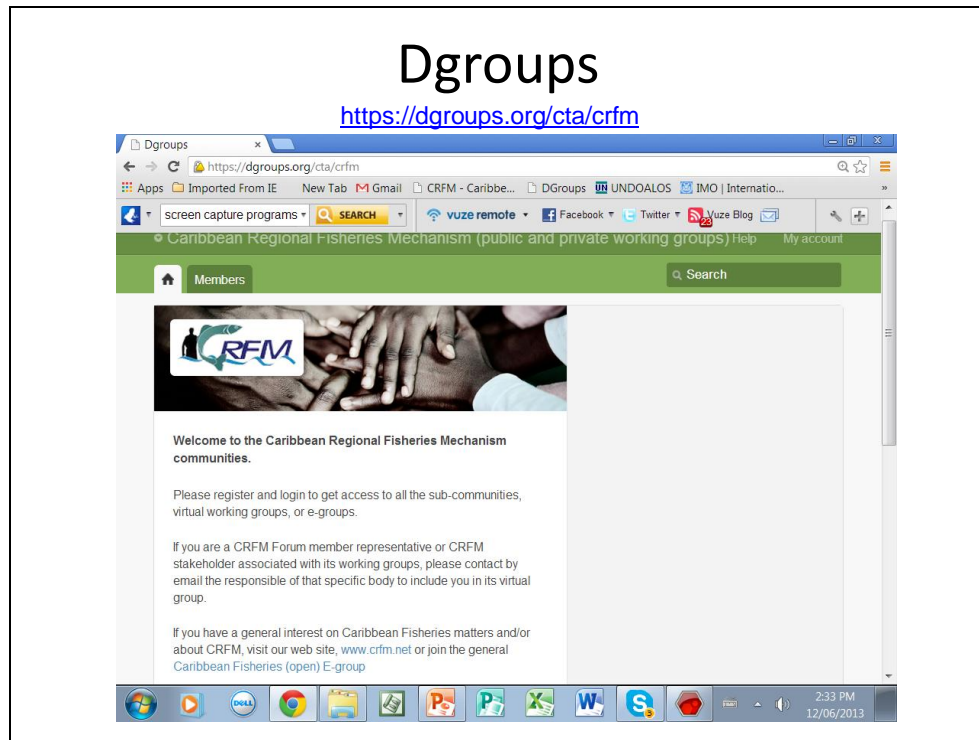 Dgroups
https://dgroups.org/cta/crfm
Dgroups ×
https://dgroups.org/cta/crfm
Apps Imported From IE New Tab Gmail CRFM - Caribbe... DGroups UN UNDOALOS IMO | Internatio... »
screen capture programs SEARCH vuze remote Facebook Twitter 23 Vuze Blog
Caribbean Regional Fisheries Mechanism (public and private working groups) Help My account
Members Search
CRFM
Welcome to the Caribbean Regional Fisheries Mechanism
communities.
Please register and login to get access to all the sub-communities,
virtual working groups, or e-groups.
If you are a CRFM Forum member representative or CRFM
stakeholder associated with its working groups, please contact by
email the responsible of that specific body to include you in its virtual
group.
If you have a general interest on Caribbean Fisheries matters and/or
about CRFM, visit our web site, www.crfm.net or join the general
Caribbean Fisheries (open) E-group
DELL
2:33 PM
12/06/2013